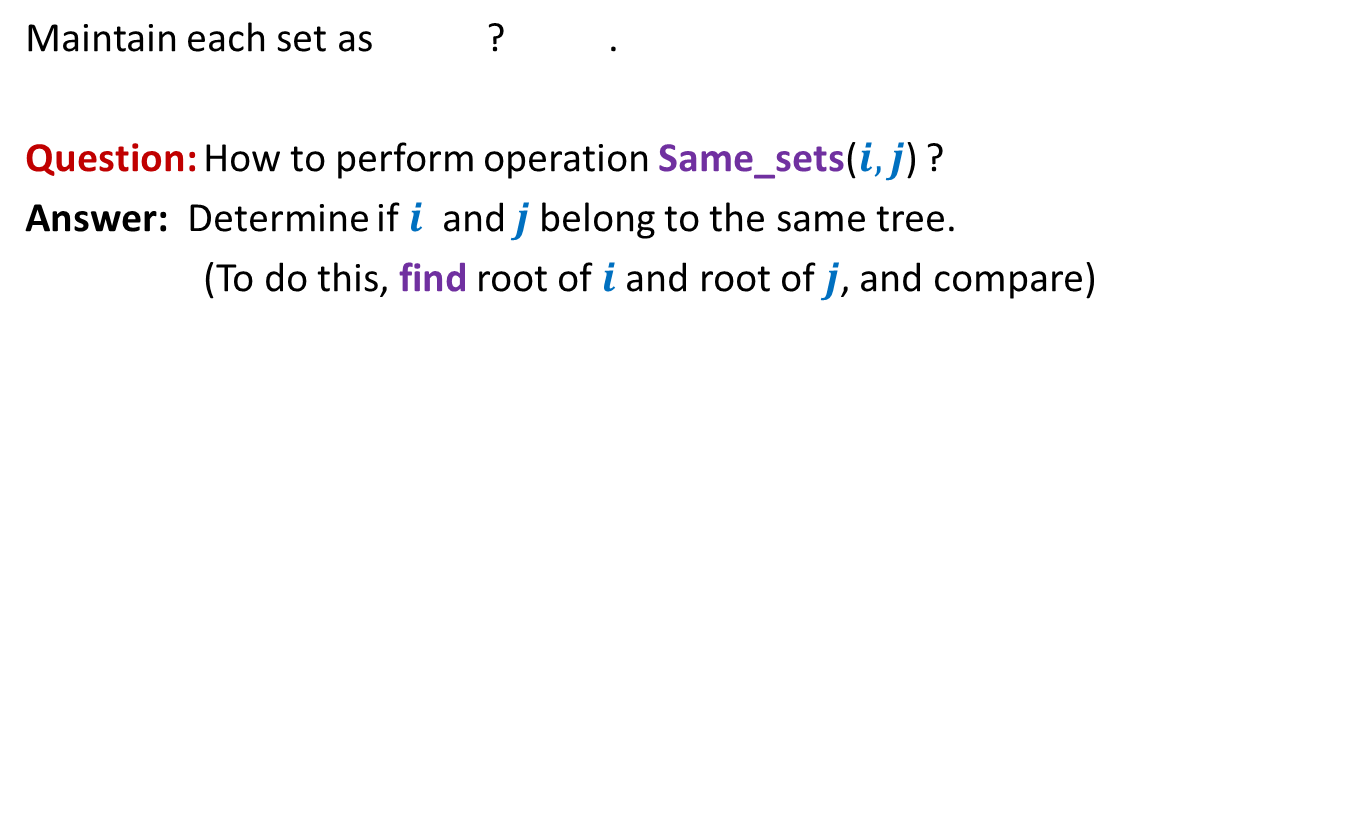 Maintain each set as ? .
Question: How to perform operation Same_sets(i, j) ?
Answer: Determine if i and j belong to the same tree.
(To do this, find root of i and root of j, and compare)